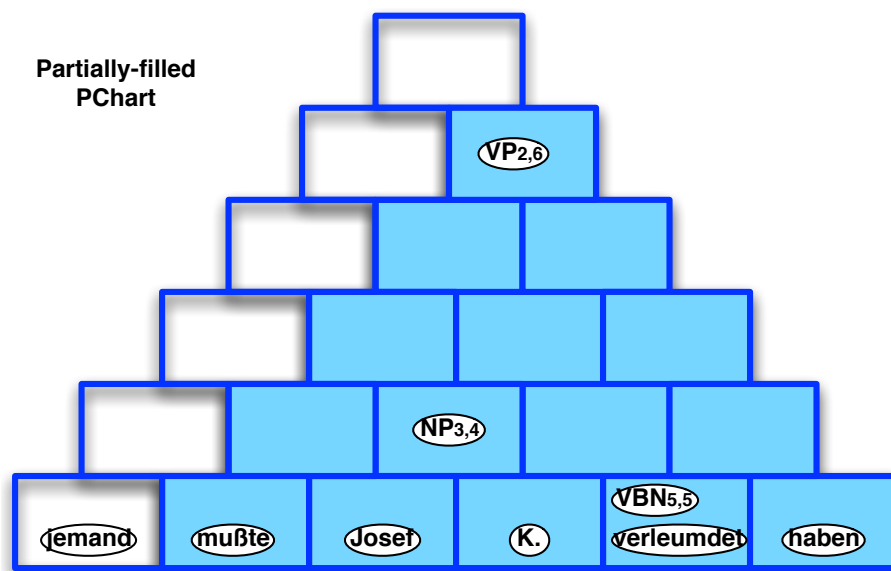 Partially-filled
PChart
VP2,6
NP3,4
VBN5,5
jemand mußte Josef K. verleumdet haben